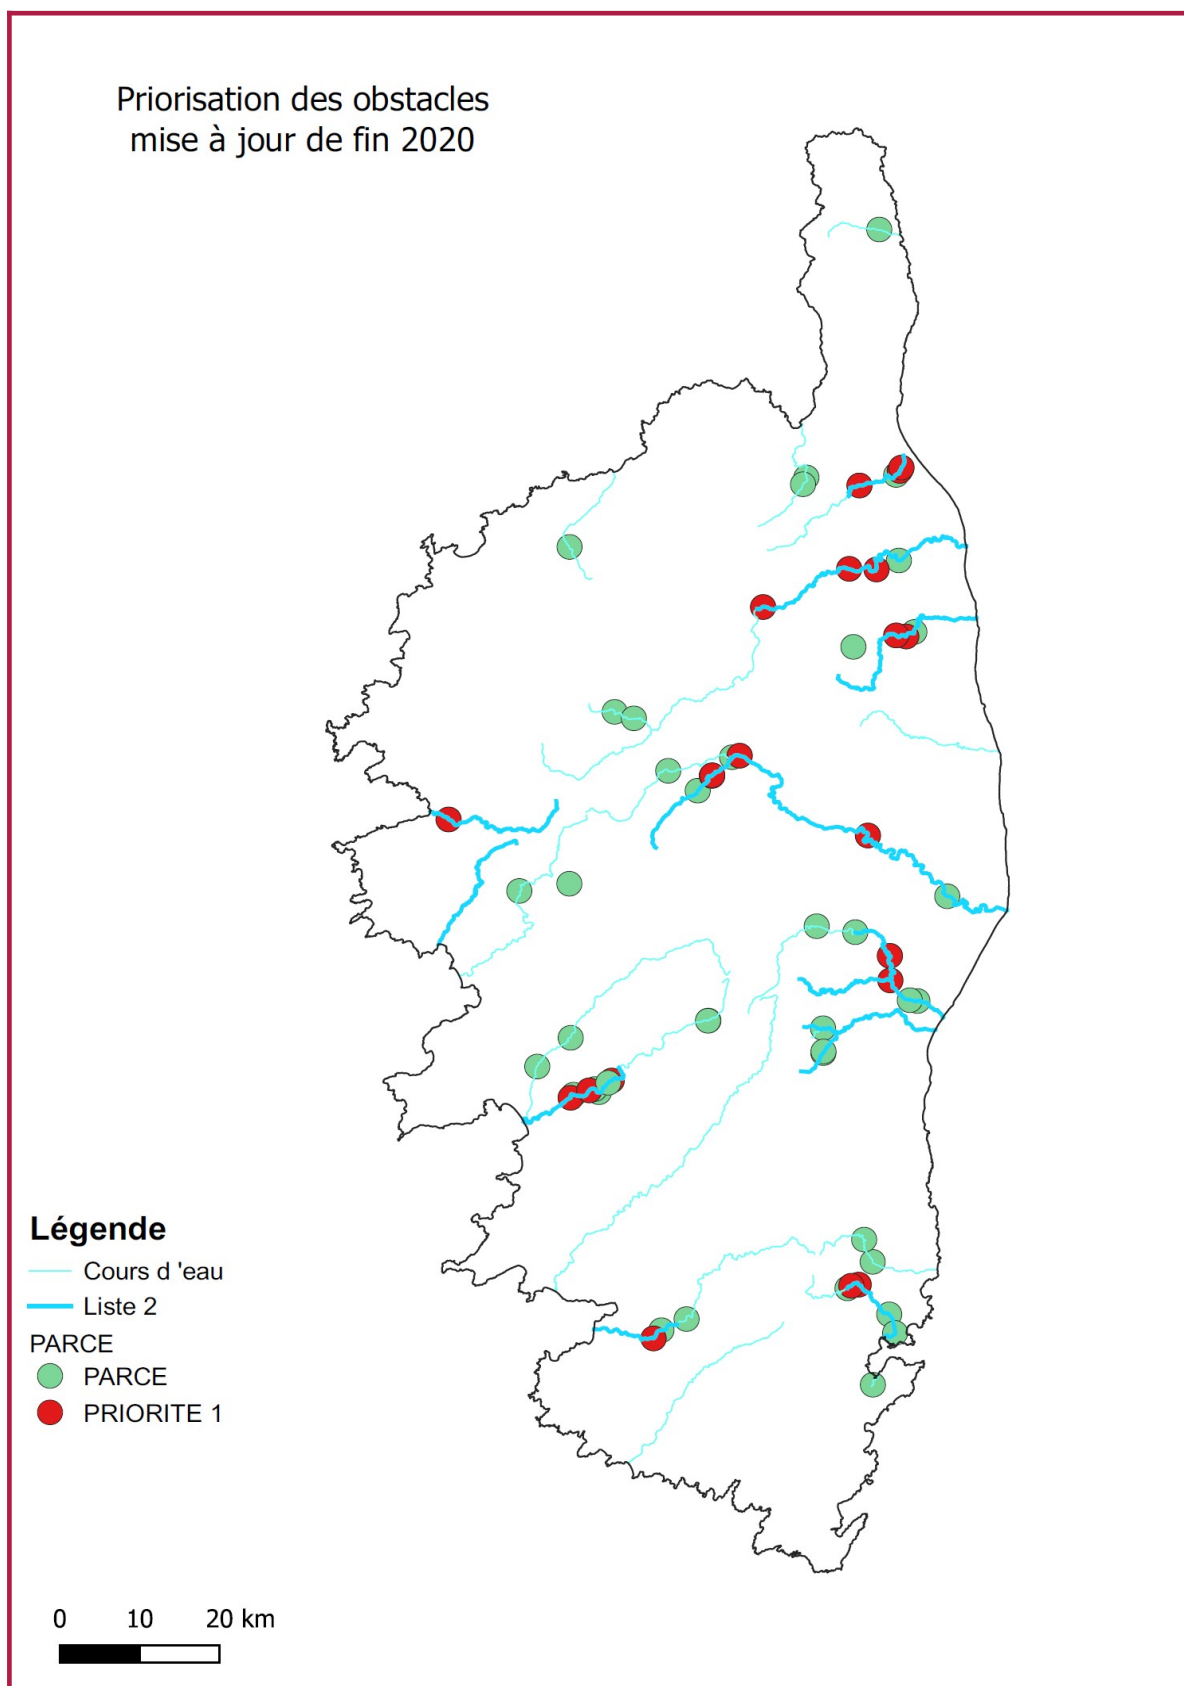 Priorisation des obstacles
mise à jour de fin 2020
Légende
Cours d 'eau
Liste 2
PARCE
PARCE
PRIORITE 1
0 10 20 km